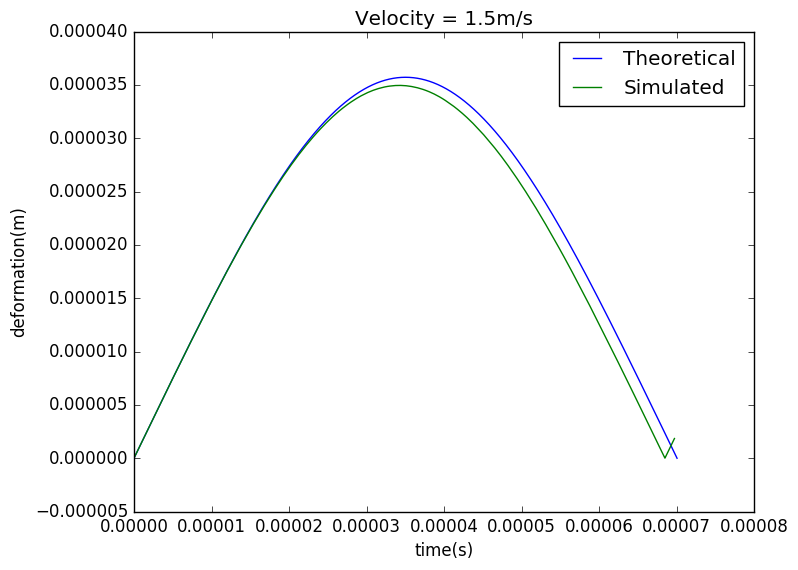 Velocity = 1.5m/s
Theoretical
Simulated
deformation(m)
0.000040
0.000035
0.000030
0.000025
0.000020
0.000015
0.000010
0.000005
0.000000
−0.000005
0.00000 0.00001 0.00002 0.00003 0.00004 0.00005 0.00006 0.00007 0.00008
time(s)